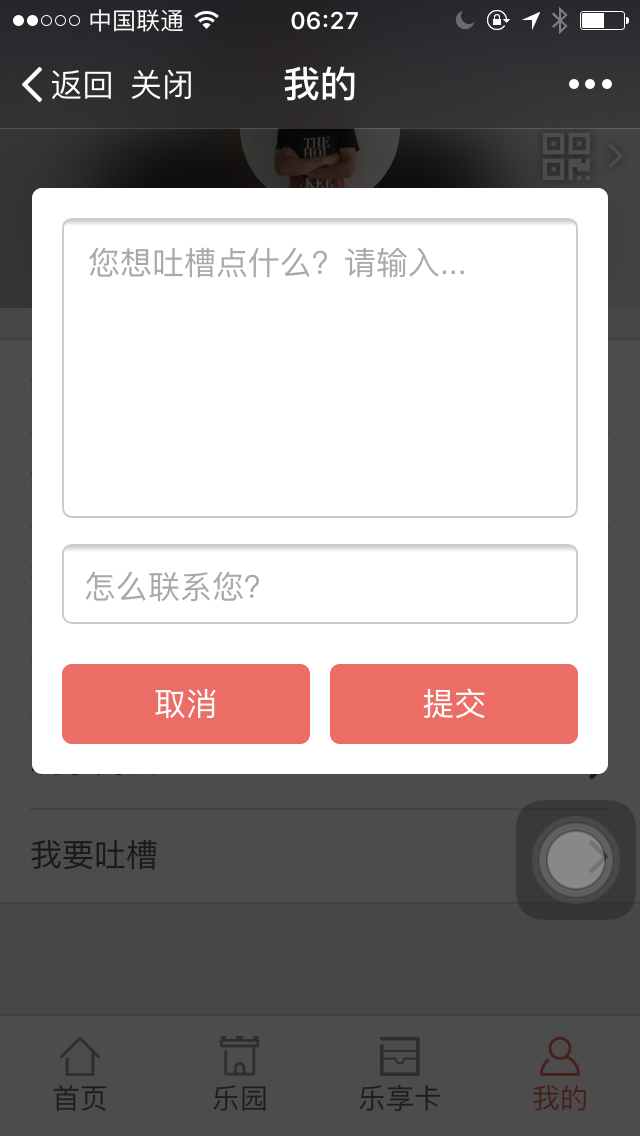 中国联通 06:27
返回 关闭 我的
THE
您想吐槽点什么？请输入...
怎么联系您？
取消 提交
我要吐槽
首页 乐园 乐享卡 我的